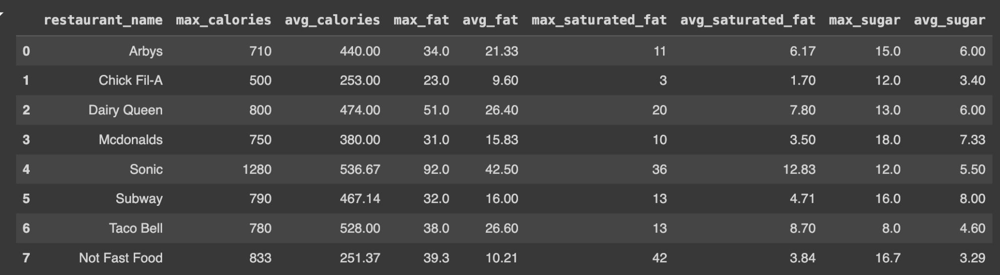 restaurant_name max_calories avg_calories max_fat avg_fat max_saturated_fat avg_saturated_fat max_sugar avg_sugar
0 Arbys 710 440.00 34.0 21.33 11 6.17 15.0 6.00
1 Chick Fil-A 500 253.00 23.0 9.60 3 1.70 12.0 3.40
2 Dairy Queen 800 474.00 51.0 26.40 20 7.80 13.0 6.00
3 Mcdonalds 750 380.00 31.0 15.83 10 3.50 18.0 7.33
4 Sonic 1280 536.67 92.0 42.50 36 12.83 12.0 5.50
5 Subway 790 467.14 32.0 16.00 13 4.71 16.0 8.00
6 Taco Bell 780 528.00 38.0 26.60 13 8.70 8.0 4.60
7 Not Fast Food 833 251.37 39.3 10.21 42 3.84 16.7 3.29